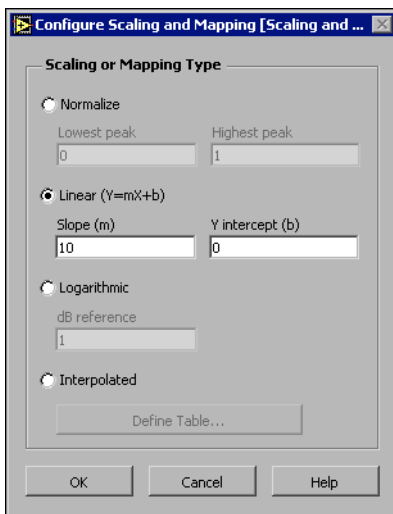 Configure Scaling and Mapping [Scaling and ...
Scaling or Mapping Type
Normalize
Lowest peak Highest peak
0 1
Linear (Y=mX+b)
Slope (m) Y intercept (b)
10 0
Logarithmic
dB reference
1
Interpolated
Define Table...
OK Cancel Help